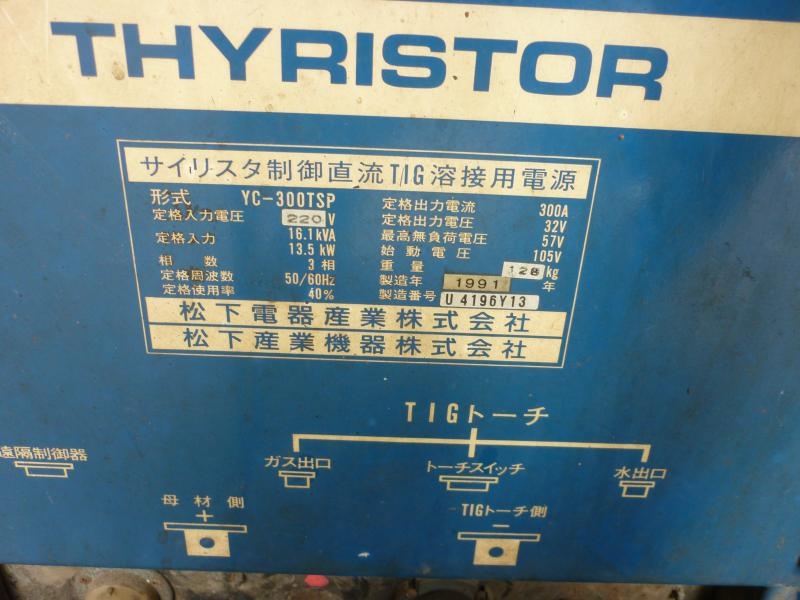 THYRISTOR
サイリスタ制御直流TIG溶接用電源
形式 YC-300TSP
定格入力電圧 220 V
定格入力 16.1 kVA
13.5 kW
相数 3 相
定格周波数 50/60Hz
定格使用率 40%
定格出力電流 300A
定格出力電圧 32V
最高無負荷電圧 57V
始動電圧 105V
重量 128 kg
製造年 1991 年
製造番号 U 4196Y13
松下電器産業株式会社
松下産業機器株式会社
TIGトーチ
遠隔制御器
ガス出口
トーチスイッチ
水出口
母材側
+
TIGトーチ側
−